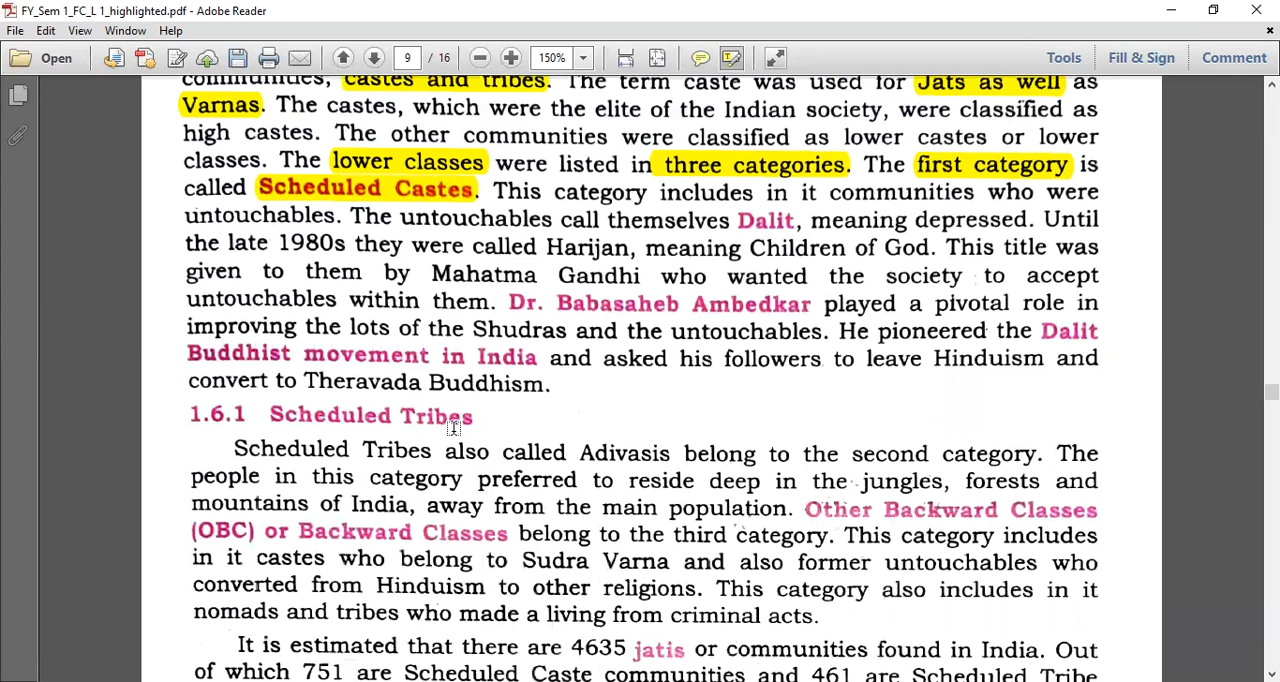 FY_Sem 1_FC_L 1_highlighted.pdf - Adobe Reader
File Edit View Window Help
Open 9 / 16 150% Tools Fill & Sign Comment
communities, castes and tribes. The term caste was used for Jats as well as
Varnas. The castes, which were the elite of the Indian society, were classified as
high castes. The other communities were classified as lower castes or lower
classes. The lower classes were listed in three categories. The first category is
called Scheduled Castes. This category includes in it communities who were
untouchables. The untouchables call themselves Dalit, meaning depressed. Until
the late 1980s they were called Harijan, meaning Children of God. This title was
given to them by Mahatma Gandhi who wanted the society to accept
untouchables within them. Dr. Babasaheb Ambedkar played a pivotal role in
improving the lots of the Shudras and the untouchables. He pioneered the Dalit
Buddhist movement in India and asked his followers to leave Hinduism and
convert to Theravada Buddhism.
1.6.1 Scheduled Tribes
Scheduled Tribes also called Adivasis belong to the second category. The
people in this category preferred to reside deep in the jungles, forests and
mountains of India, away from the main population. Other Backward Classes
(OBC) or Backward Classes belong to the third category. This category includes
in it castes who belong to Sudra Varna and also former untouchables who
converted from Hinduism to other religions. This category also includes in it
nomads and tribes who made a living from criminal acts.
It is estimated that there are 4635 jatis or communities found in India. Out
of which 751 are Scheduled Caste communities and 461 are Scheduled Tribe